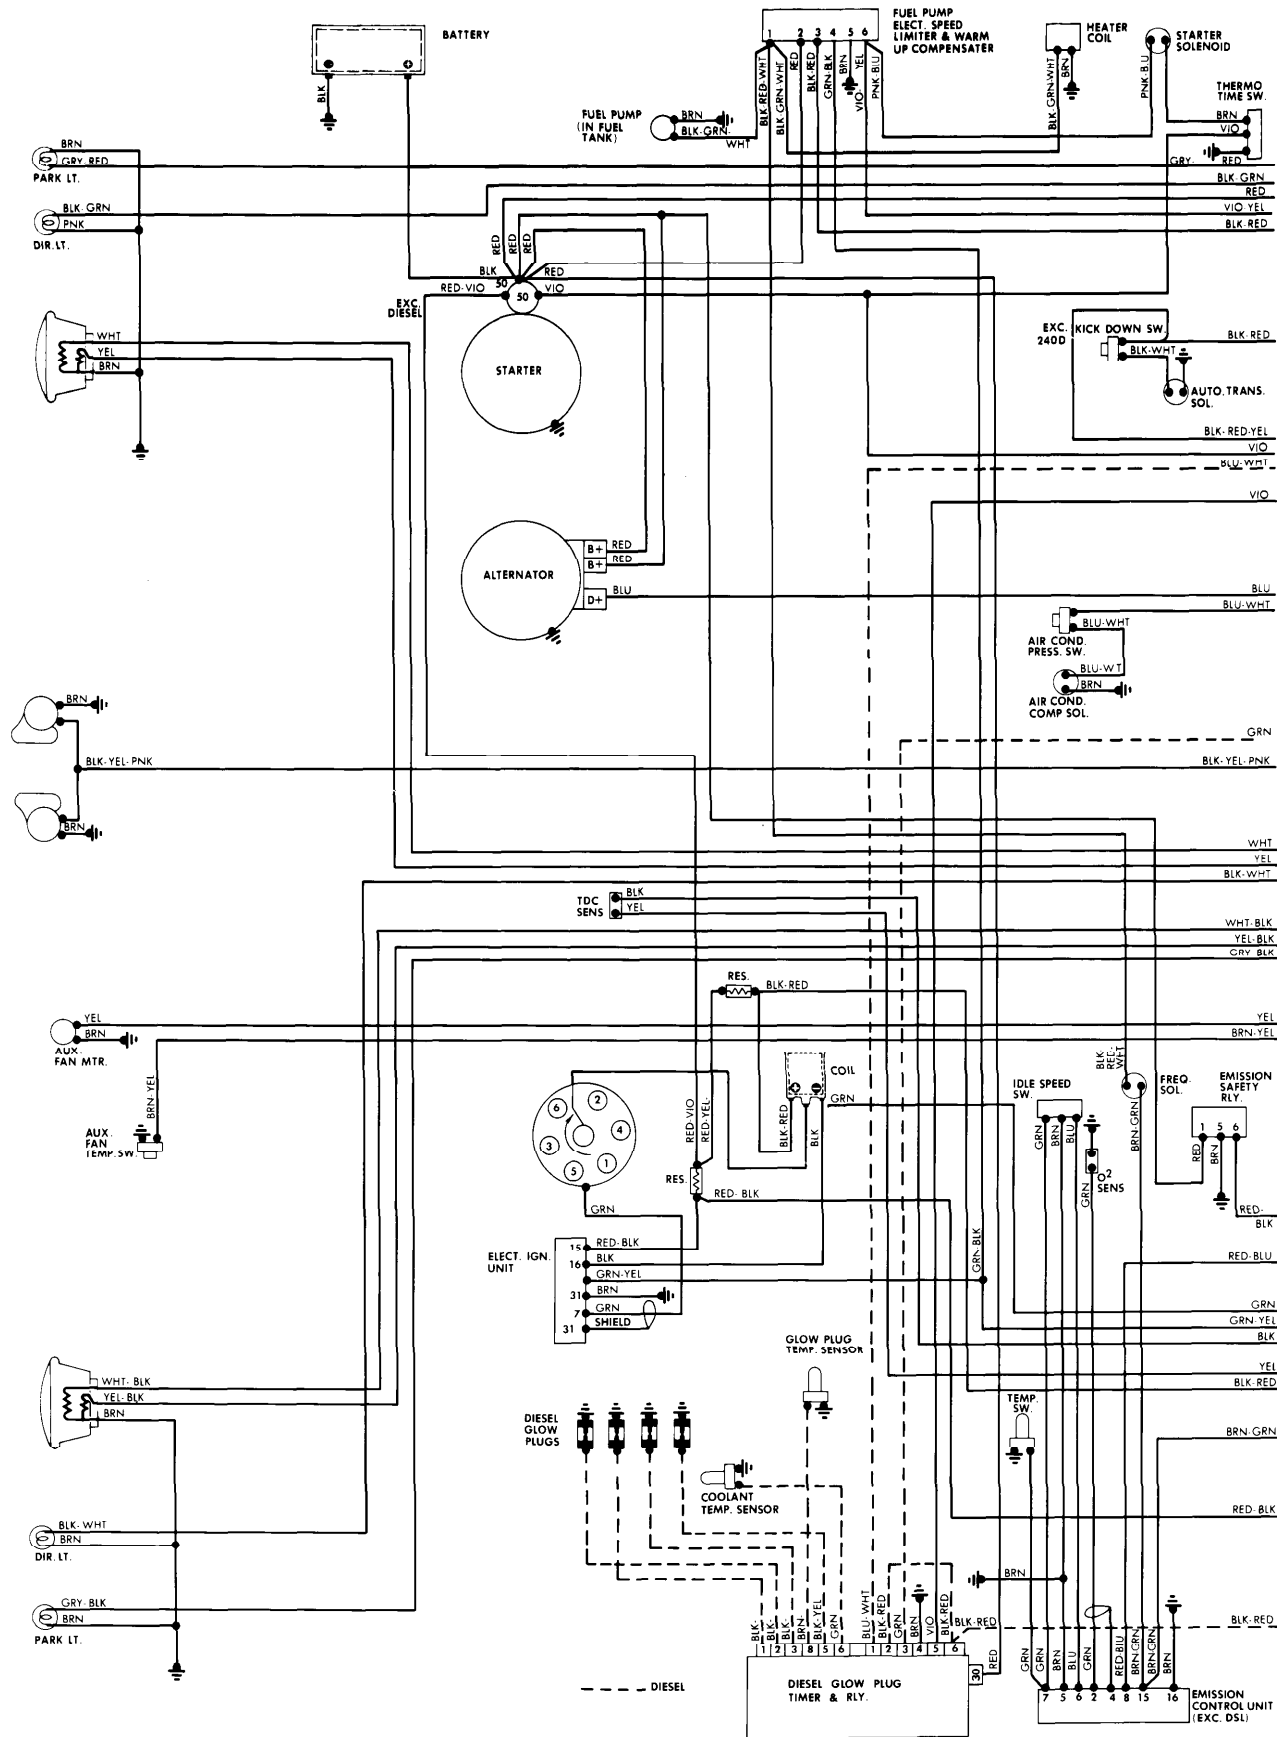 BATTERY
BLK
FUEL PUMP
ELECT. SPEED
LIMITER & WARM
UP COMPENSATER
1 2 3 4 5 6
BLK-RED-WHT
BLK-GRN-WHT
RED
BLK-RED
GRN-BLK
BRN
VIO-
YEL
PNK-BLU
HEATER
COIL
BLK-GRN-WHT
BRN
STARTER
SOLENOID
THERMO
TIME SW.
BRN
VIO
FUEL PUMP
(IN FUEL
TANK)
BRN
BLK-GRN-
WHT
BRN
GRY-RED
PARK LT.
GRY-
RED
BLK-GRN
RED
VIO-YEL
BLK-RED
BLK-GRN
PNK
DIR.LT.
RED
RED
RED
BLK
RED
50
RED-VIO
50
VIO
EXC.
DIESEL
STARTER
WHT
YEL
BRN
EXC.
240D
KICK DOWN SW.
BLK-RED
BLK-WHT
AUTO. TRANS.
SOL.
BLK-RED-YEL
VIO
BLU-WHT
VIO
ALTERNATOR
B+
RED
B+
RED
D+
BLU
BLU
BLU-WHT
BLU-WHT
AIR COND.
PRESS. SW.
BLU-WT
BRN
AIR COND.
COMP SOL.
BRN
GRN
BLK-YEL-PNK
BLK-YEL-PNK
BRN
WHT
YEL
BLK-WHT
TDC
SENS
BLK
YEL
WHT-BLK
YEL-BLK
GRY BLK
RES.
BLK-RED
YEL
BRN
AUX.
FAN MTR.
YEL
BRN-YEL
BRN-YEL
AUX.
FAN
TEMP. SW.
COIL
GRN
BLK-RED
BLK
RED-VIO
RED-YEL-
6 2 4 3 5 1
IDLE SPEED
SW.
GRN
BRN
BLU
BLK-
RED-
WHT
FREQ.
SOL.
BRN-GRN
EMISSION
SAFETY
RLY.
1 5 6
RED
BRN
O2
SENS
GRN
RES.
RED-BLK
GRN
RED-
BLK
ELECT. IGN.
UNIT
15
RED-BLK
16
BLK
GRN-YEL
31
BRN
7
GRN
31
SHIELD
GRN-BLK
RED-BLU
GRN
GRN-YEL
BLK
YEL
BLK-RED
GLOW PLUG
TEMP. SENSOR
WHT-BLK
YEL-BLK
BRN
DIESEL
GLOW
PLUGS
TEMP.
SW.
BRN-GRN
COOLANT
TEMP. SENSOR
RED-BLK
BLK-WHT
BRN
DIR. LT.
BRN
GRY-BLK
BRN
PARK LT.
BLK-
BLK-
BLK-
BRN-
BLK-YEL
GRN
BLU-WHT
BLK-RED
GRN
BRN
VIO
BLK-RED
BLK-RED
BLK-RED
1 2 3 8 5 6 1 2 3 4 5 6
30
RED
DIESEL GLOW PLUG
TIMER & RLY.
DIESEL
GRN
GRN
BRN
BLU
GRN
RED-BLU
BRN-GRN
BRN-GRN
BRN
7 5 6 2 4 8 15 16
EMISSION
CONTROL UNIT
(EXC. DSL)